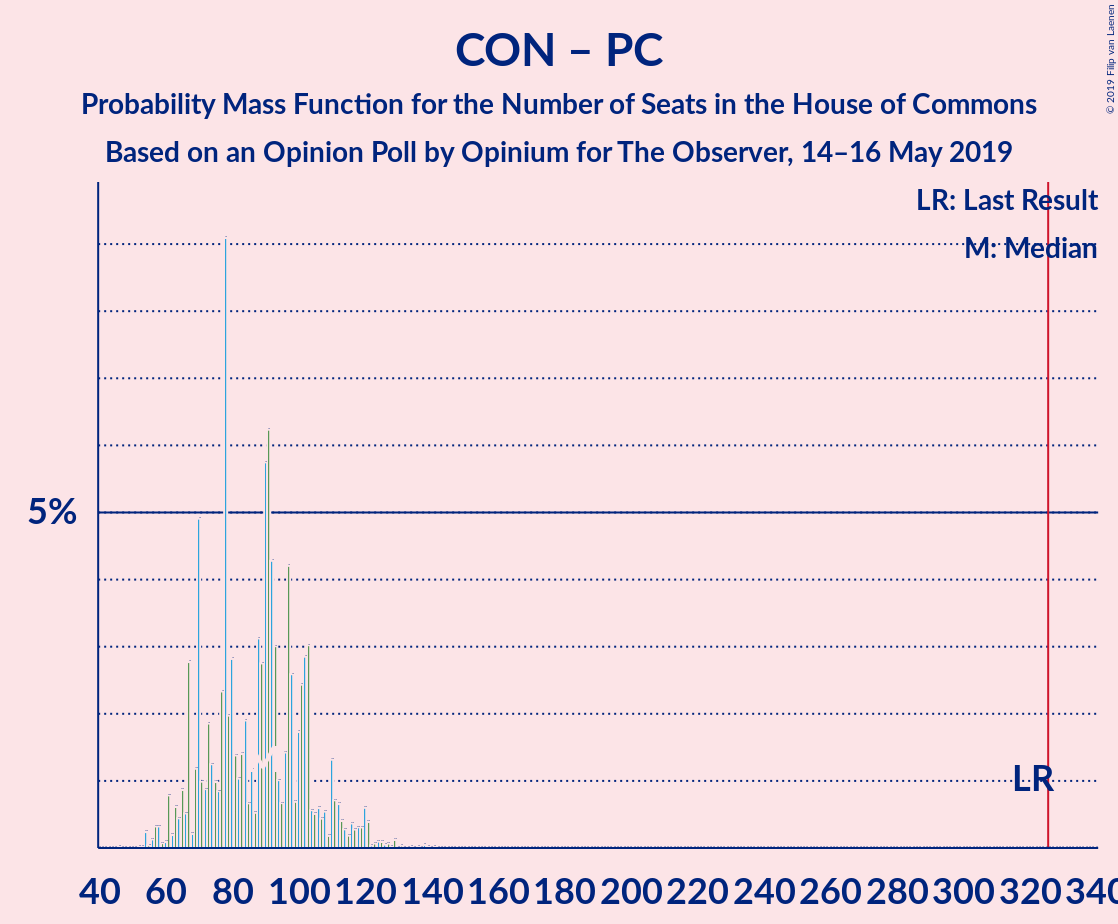 CON – PC
Probability Mass Function for the Number of Seats in the House of Commons
Based on an Opinion Poll by Opinium for The Observer, 14–16 May 2019
© 2019 Filip van Laenen
LR: Last Result
M: Median
5%
LR
40 60 80 100 120 140 160 180 200 220 240 260 280 300 320 340